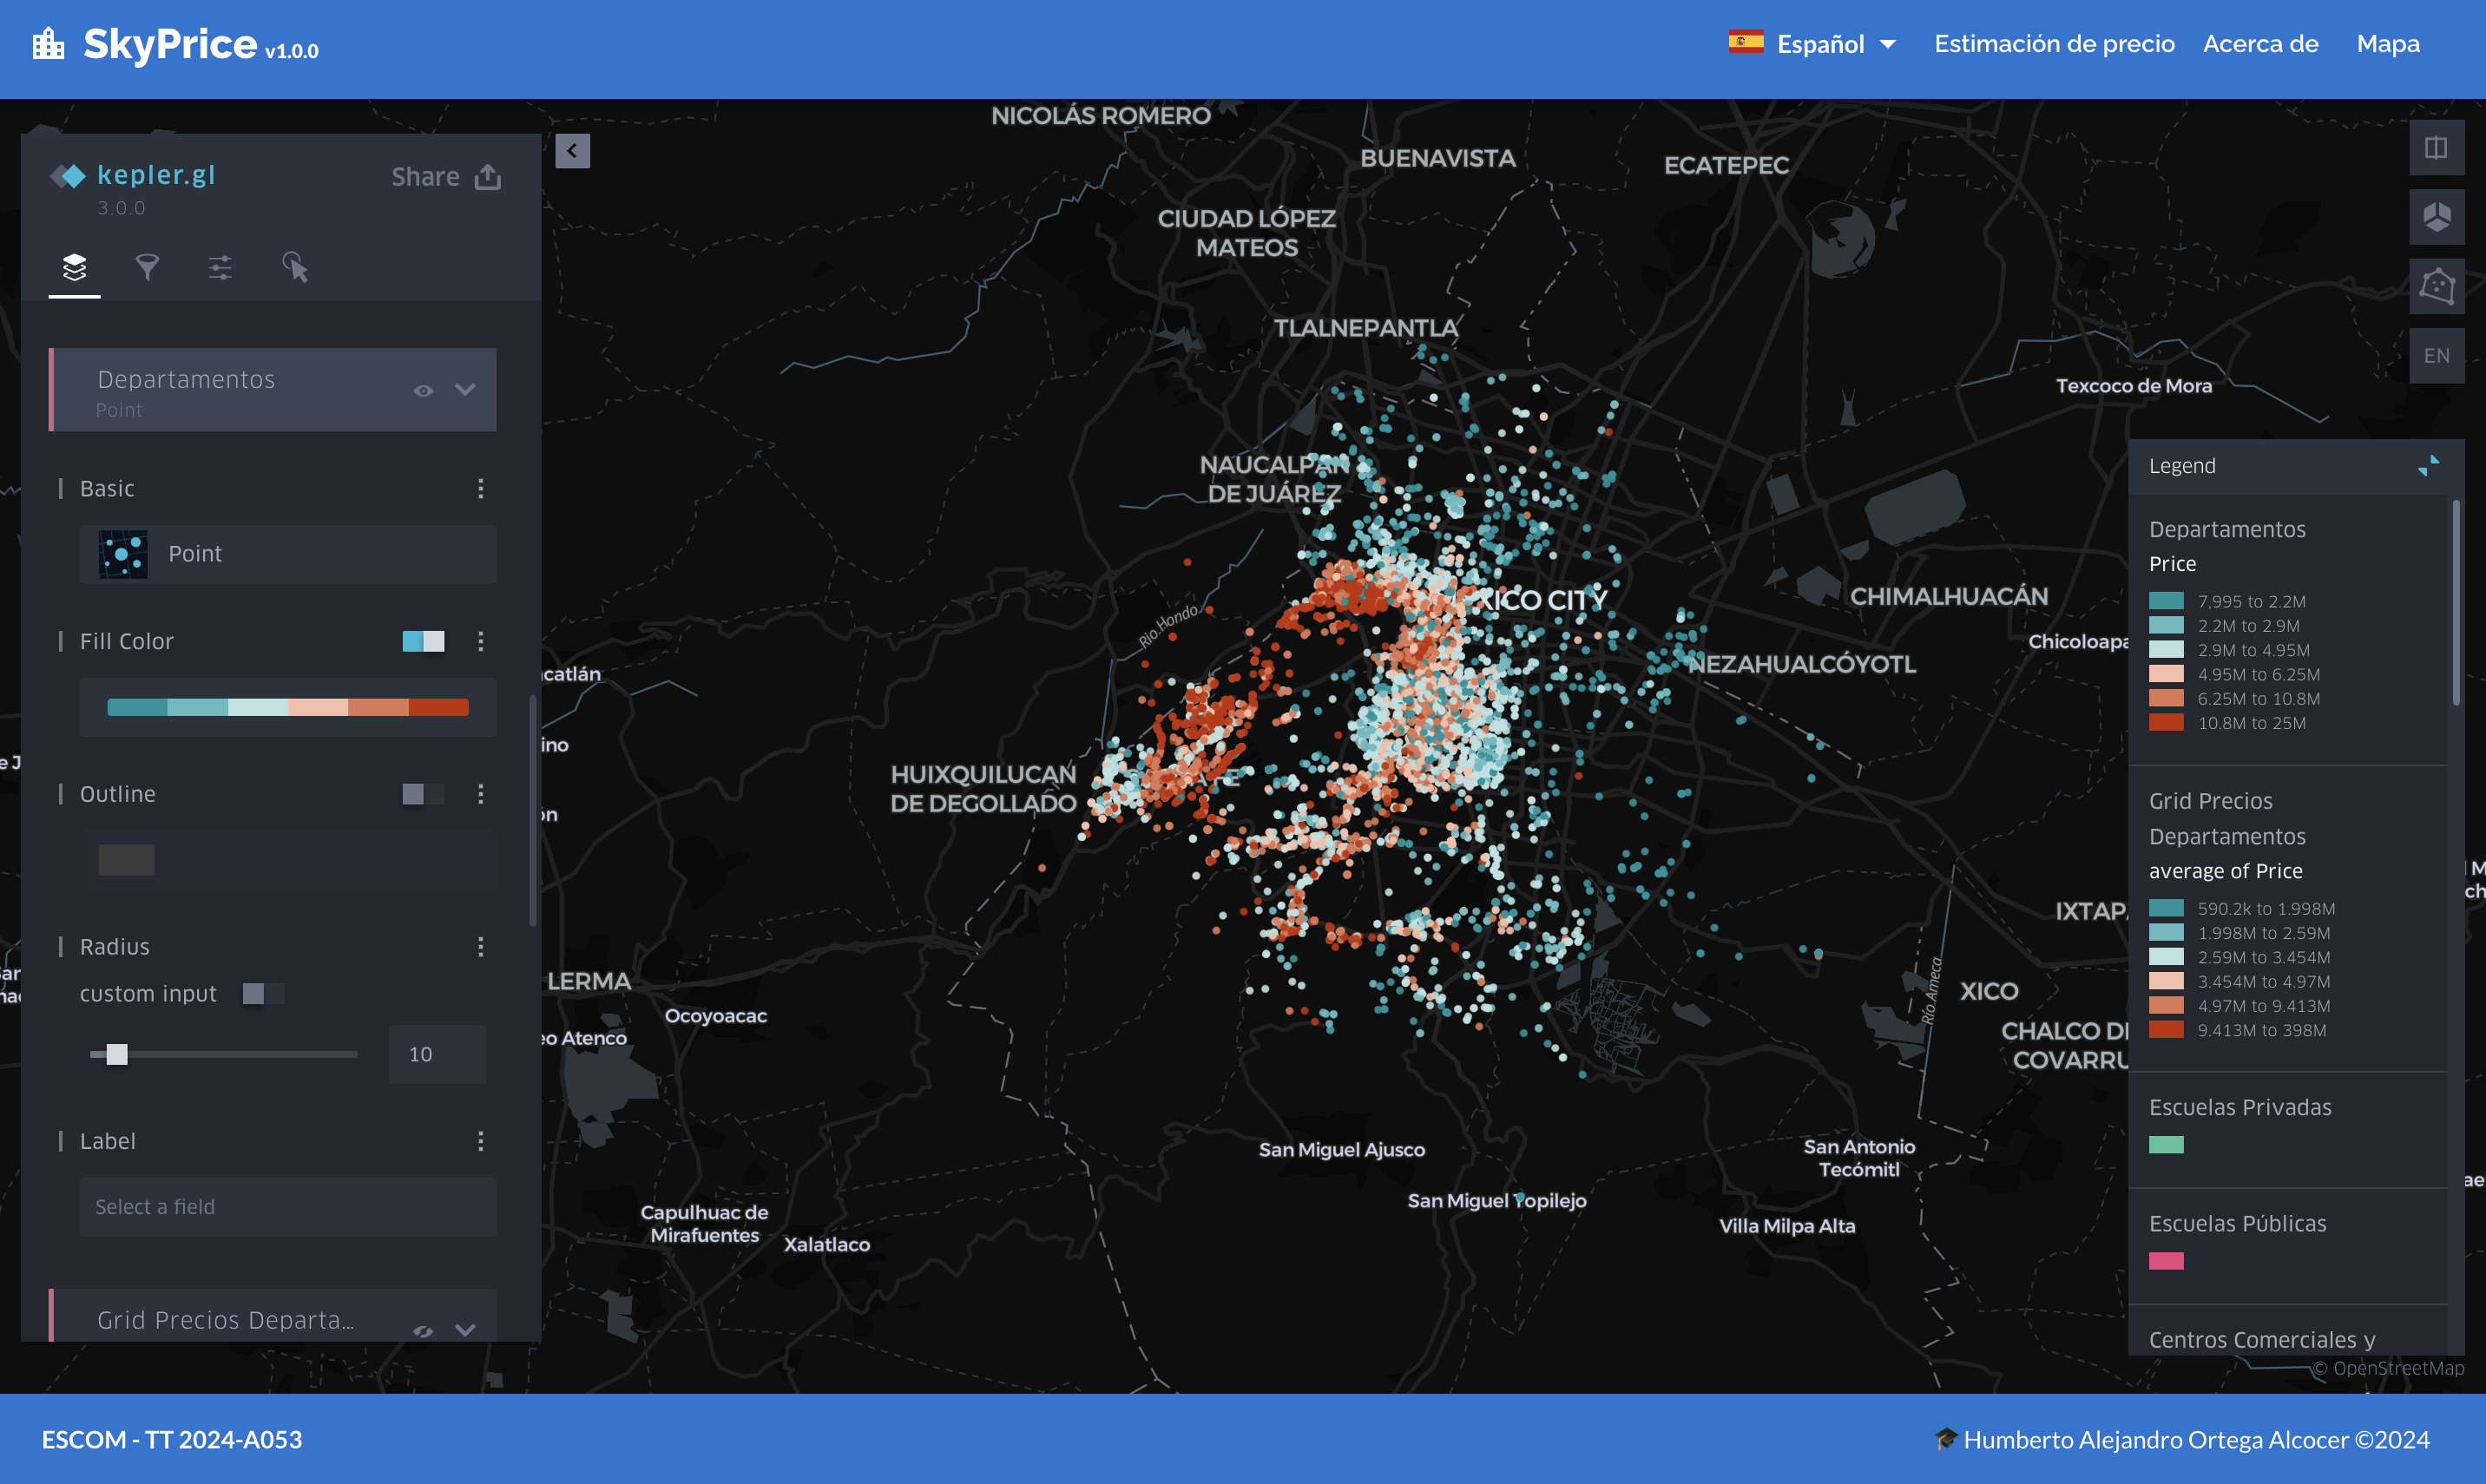 SkyPrice v1.0.0
Español
Estimación de precio
Acerca de
Mapa
kepler.gl
3.0.0
Share
Departamentos
Point
Basic
Point
Fill Color
Outline
Radius
custom input
10
Label
Select a field
Grid Precios Departa...
NICOLÁS ROMERO
BUENAVISTA
ECATEPEC
CIUDAD LÓPEZ
MATEOS
TLALNEPANTLA
Texcoco de Mora
NAUCALPAN
DE JUÁREZ
XICO CITY
CHIMALHUACÁN
Río Hondo
Chicoloapa
NEZAHUALCÓYOTL
catlán
ino
HUIXQUILUCAN
DE DEGOLLADO
ón
IXTAP
LERMA
XICO
Río Ameca
Ocoyoacac
eo Atenco
CHALCO DE
COVARRU
San Miguel Ajusco
San Antonio
Tecómitl
San Miguel Topilejo
Capulhuac de
Mirafuentes
Villa Milpa Alta
Xalatlaco
EN
Legend
Departamentos
Price
7,995 to 2.2M
2.2M to 2.9M
2.9M to 4.95M
4.95M to 6.25M
6.25M to 10.8M
10.8M to 25M
Grid Precios
Departamentos
average of Price
590.2k to 1.998M
1.998M to 2.59M
2.59M to 3.454M
3.454M to 4.97M
4.97M to 9.413M
9.413M to 398M
Escuelas Privadas
Escuelas Públicas
Centros Comerciales y
© OpenStreetMap
ESCOM - TT 2024-A053
Humberto Alejandro Ortega Alcocer ©2024